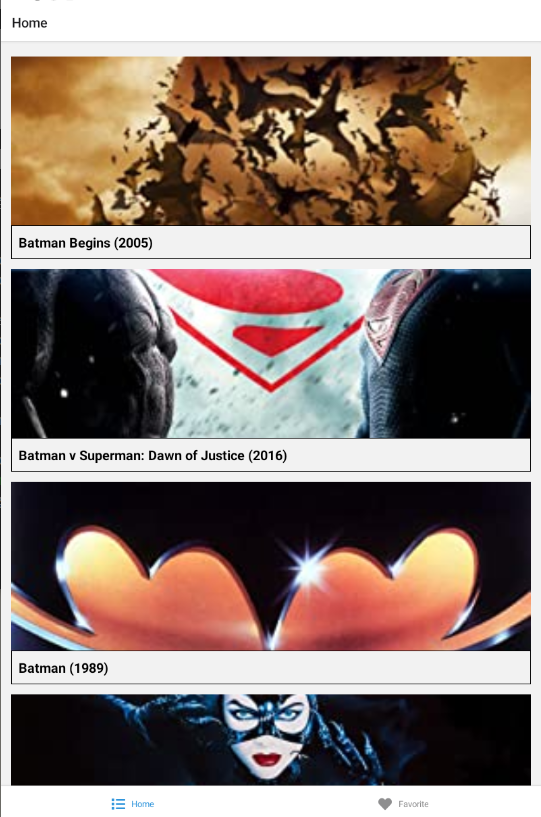 Home
Batman Begins (2005)
Batman v Superman: Dawn of Justice (2016)
Batman (1989)
Home
Favorite